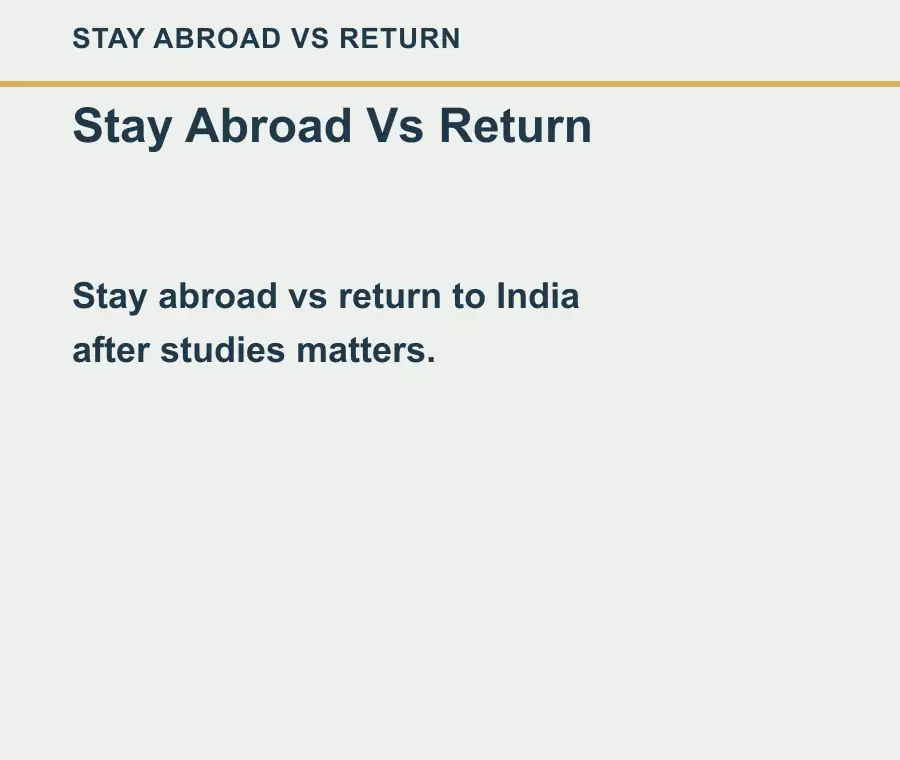 STAY ABROAD VS RETURN
Stay Abroad Vs Return
Stay abroad vs return to India
after studies matters.